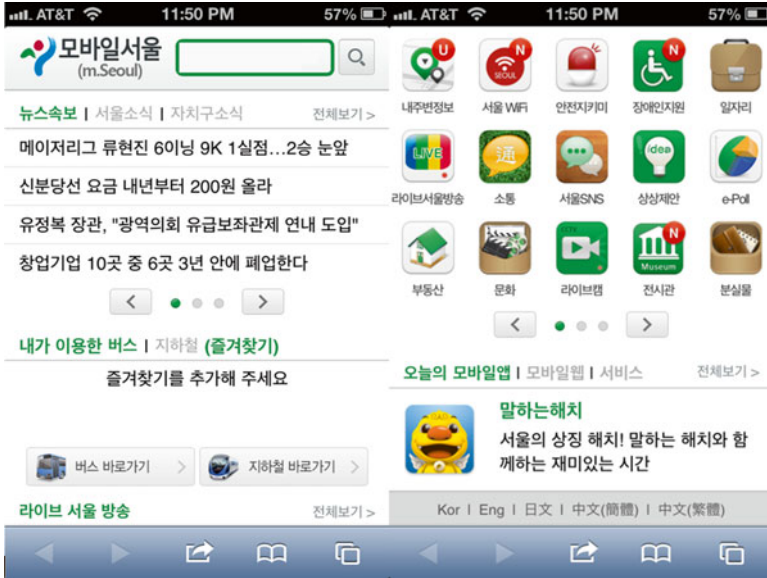 AT&T 11:50 PM 57%
모바일서울
(m.Seoul)
뉴스속보 | 서울소식 | 자치구소식 전체보기 >
메이저리그 류현진 6이닝 9K 1실점...2승 눈앞
신분당선 요금 내년부터 200원 올라
유정복 장관, "광역의회 유급보좌관제 연내 도입"
창업기업 10곳 중 6곳 3년 안에 폐업한다
내가 이용한 버스 | 지하철 (즐겨찾기)
즐겨찾기를 추가해 주세요
버스 바로가기 >
지하철 바로가기 >
라이브 서울 방송 전체보기 >
AT&T 11:50 PM 57%
U N N
SEOUL
내주변정보 서울 WiFi 안전지키미 장애인지원 일자리
LIVE 通 idea
라이브서울방송 소통 서울SNS 상상제안 e-Poll
CCTV N
Museum
부동산 문화 라이브캠 전시관 분실물
오늘의 모바일앱 | 모바일웹 | 서비스 전체보기 >
말하는해치
서울의 상징 해치! 말하는 해치와 함
께하는 재미있는 시간
Kor | Eng | 日文 | 中文(簡體) | 中文(繁體)